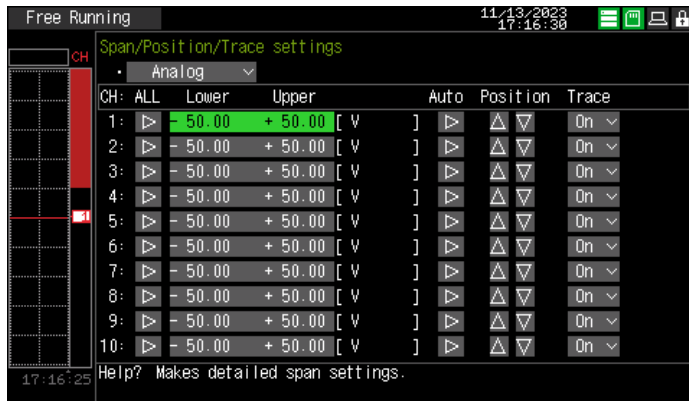 Free Running
11/13/2023
17:16:30
CH
Span/Position/Trace settings
· Analog
CH: ALL Lower Upper Auto Position Trace
1: - 50.00 + 50.00 [ V ] On
2: - 50.00 + 50.00 [ V ] On
3: - 50.00 + 50.00 [ V ] On
4: - 50.00 + 50.00 [ V ] On
5: - 50.00 + 50.00 [ V ] On
6: - 50.00 + 50.00 [ V ] On
7: - 50.00 + 50.00 [ V ] On
8: - 50.00 + 50.00 [ V ] On
9: - 50.00 + 50.00 [ V ] On
10: - 50.00 + 50.00 [ V ] On
1
17:16:25
Help? Makes detailed span settings.